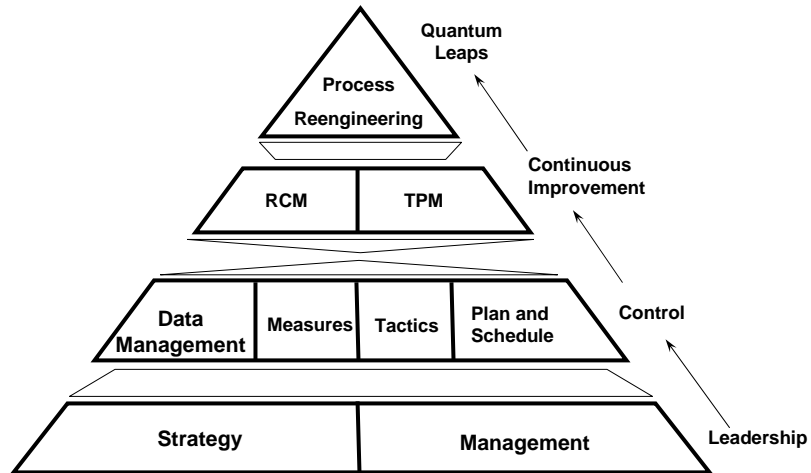 Quantum
Leaps
Process
Reengineering
Continuous
Improvement
RCM
TPM
Data
Management
Measures
Tactics
Plan and
Schedule
Control
Strategy
Management
Leadership